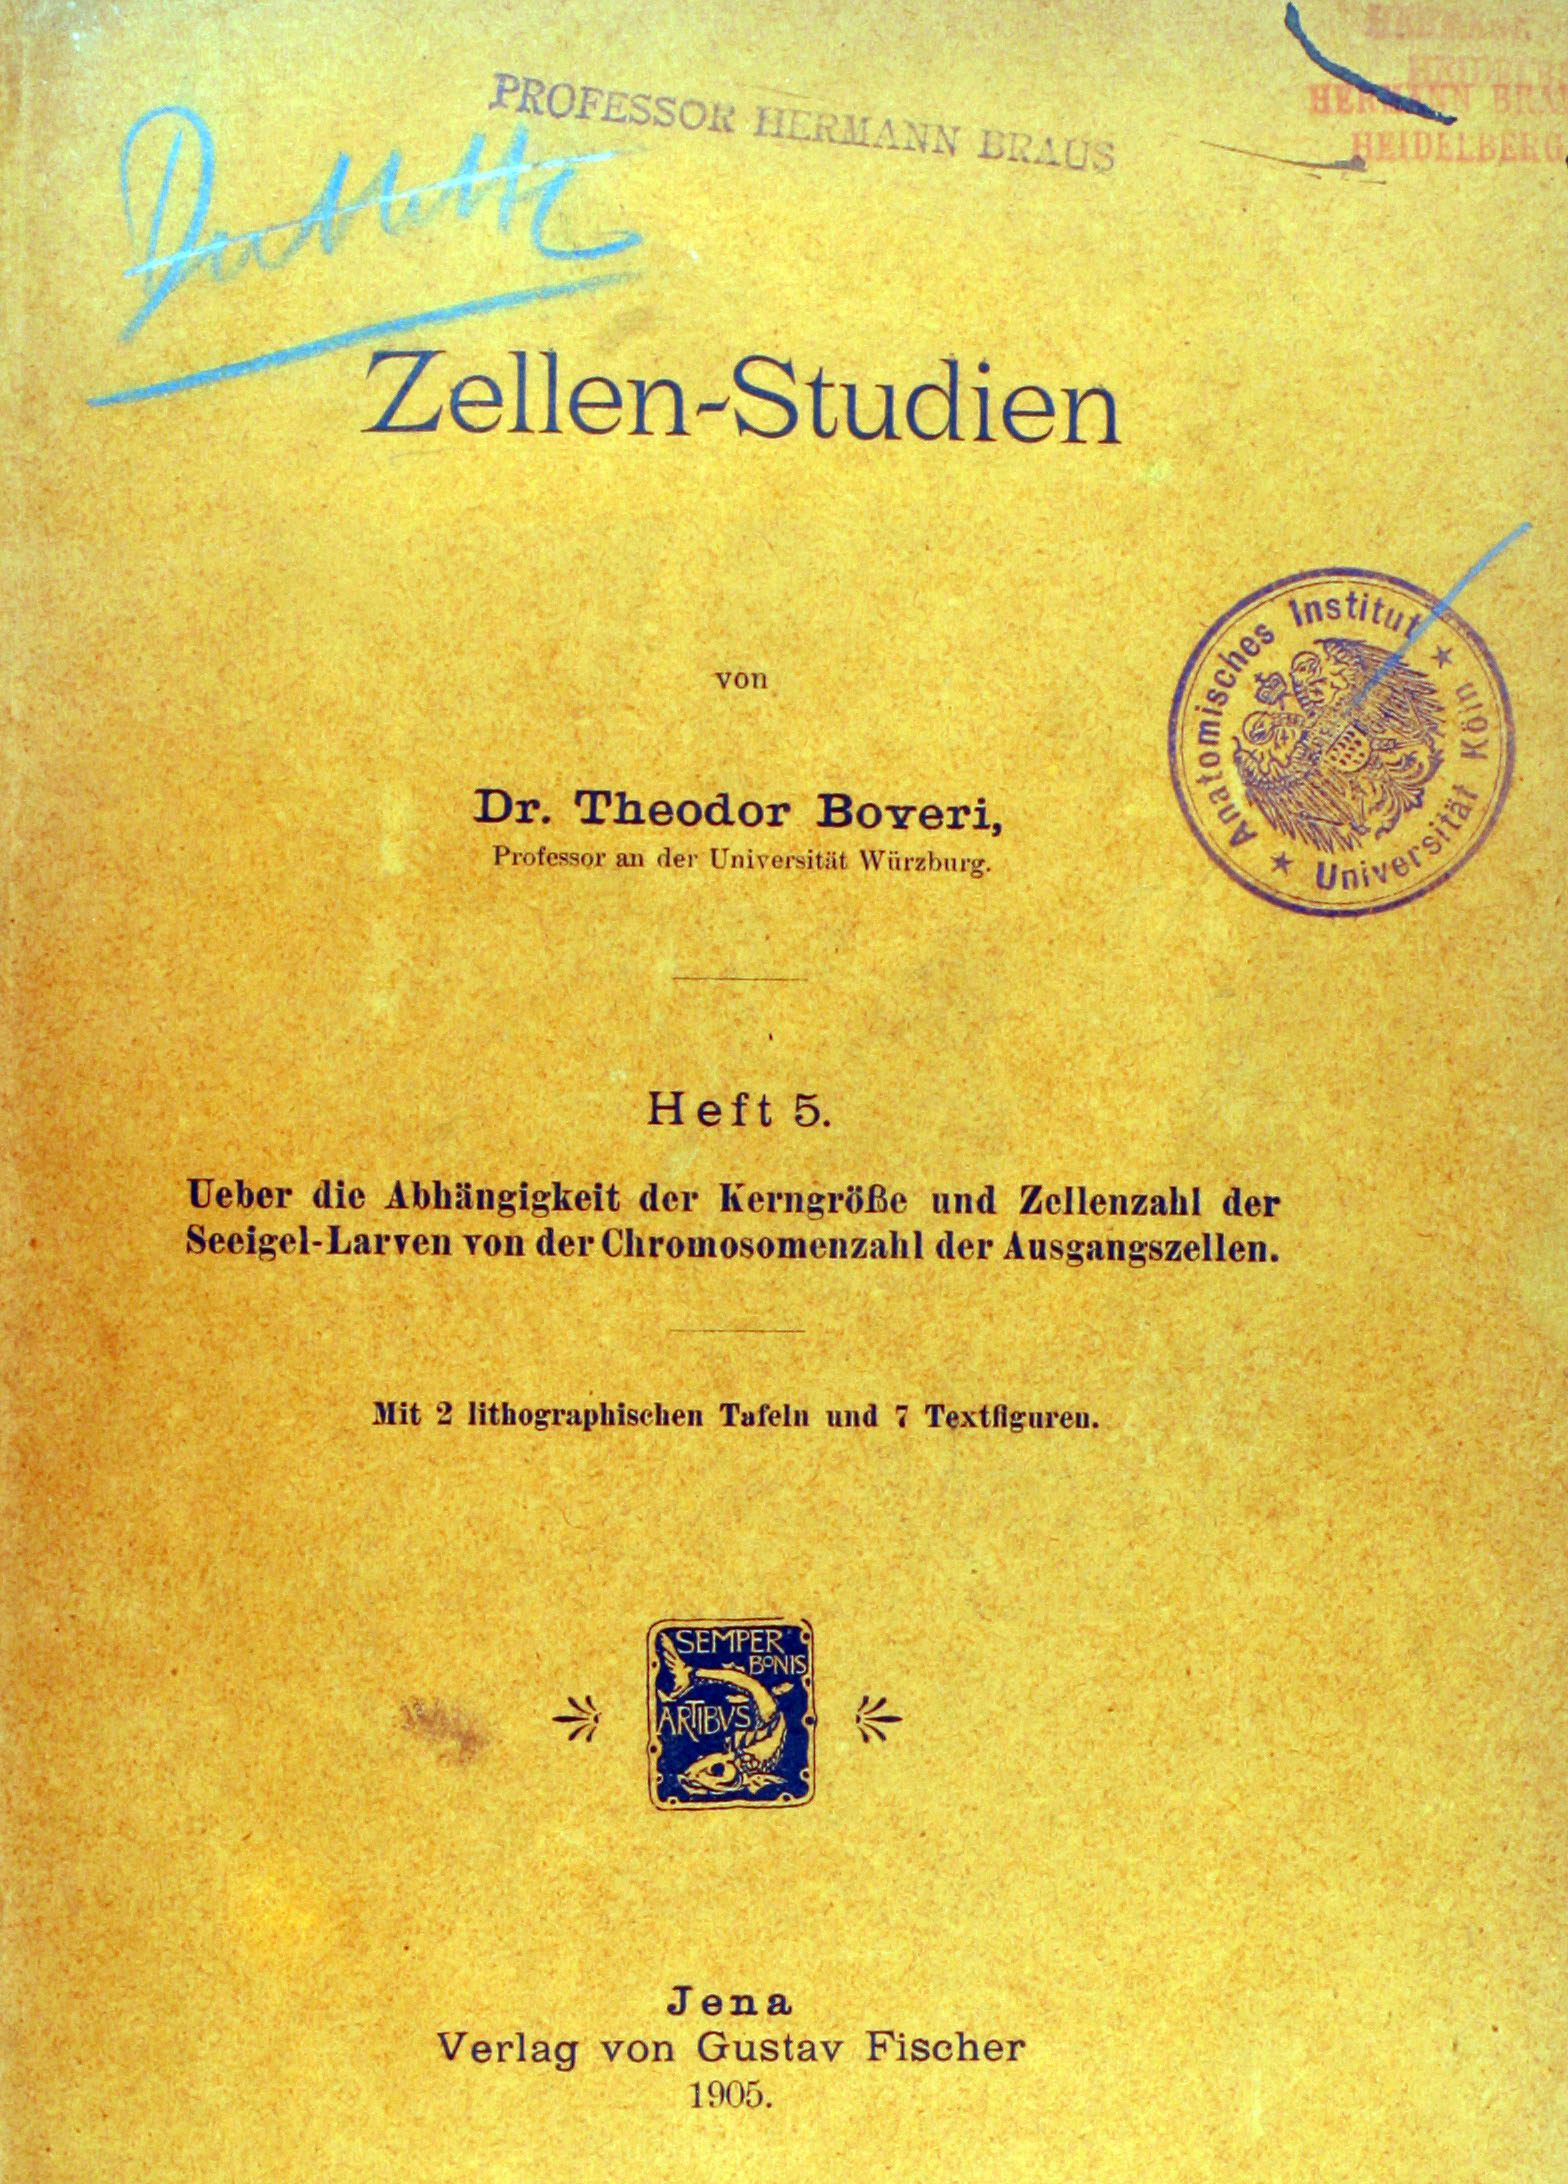 PROFESSOR HERMANN BRAUS
HEIDELBERG
Zellen-Studien
von
Dr. Theodor Boveri,
Professor an der Universität Würzburg.
Anatomisches Institut
Universität Köln
Heft 5.
Ueber die Abhängigkeit der Kerngröße und Zellenzahl der
Seeigel-Larven von der Chromosomenzahl der Ausgangszellen.
Mit 2 lithographischen Tafeln und 7 Textfiguren.
SEMPER
BONIS
ARTIBVS
Jena
Verlag von Gustav Fischer
1905.